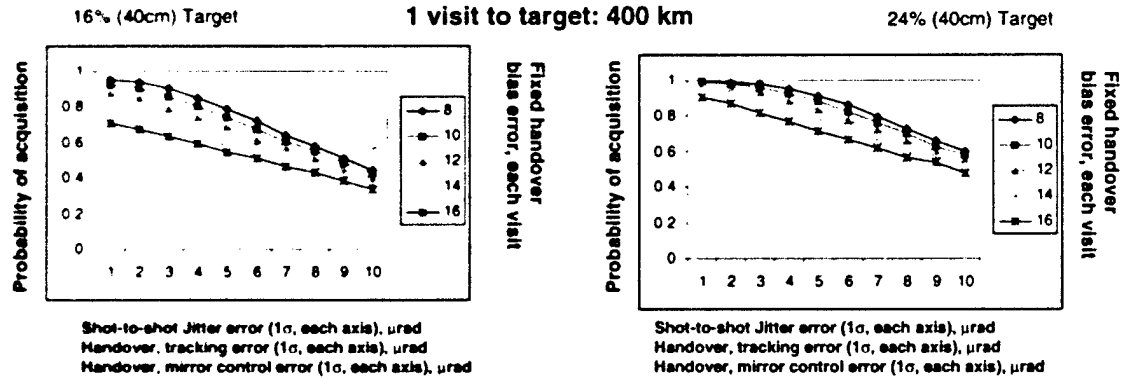 16% (40cm) Target
1 visit to target: 400 km
24% (40cm) Target
Probability of acquisition
1
0 8
0 6
0 4
0 2
0
1 2 3 4 5 6 7 8 9 10
8
10
12
14
16
Fixed handover
bias error, each visit
Shot-to-shot Jitter error (1σ, each axis), μrad
Handover, tracking error (1σ, each axis), μrad
Handover, mirror control error (1σ, each axis), μrad
Probability of acquisition
1
0 8
0 6
0 4
0 2
0
1 2 3 4 5 6 7 8 9 10
8
10
12
14
16
Fixed handover
bias error, each visit
Shot-to-shot Jitter error (1σ, each axis), μrad
Handover, tracking error (1σ, each axis), μrad
Handover, mirror control error (1σ, each axis), μrad